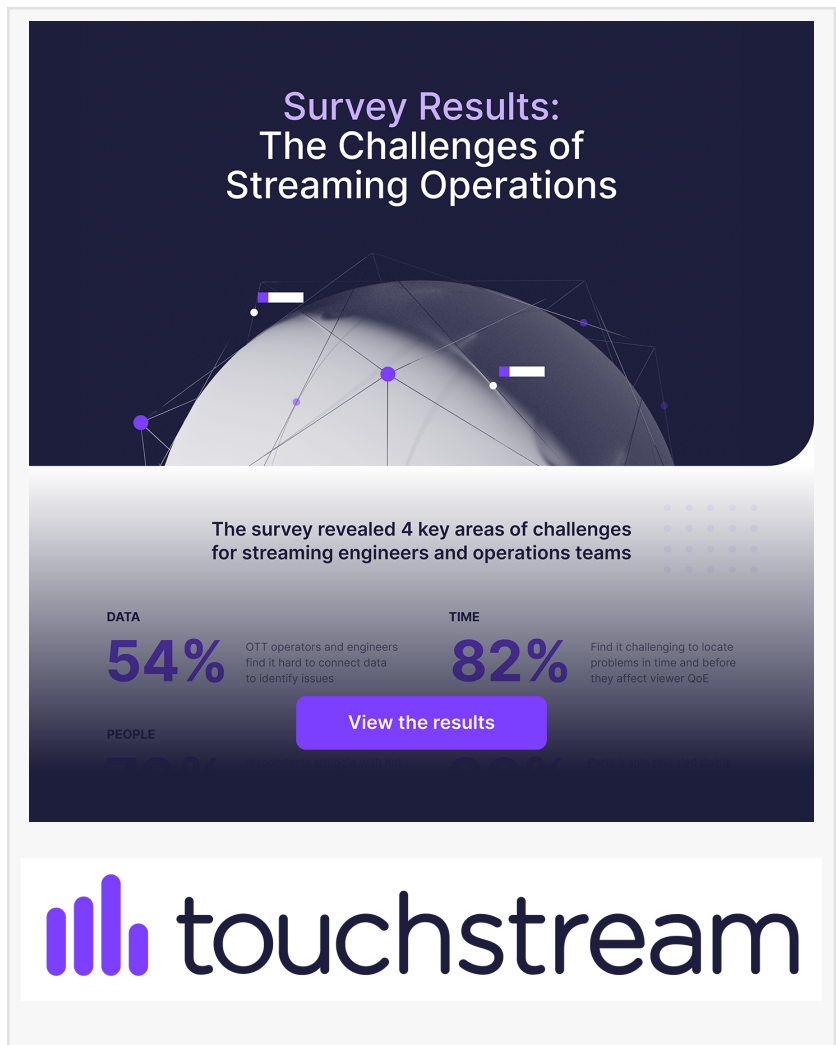 Survey Results:
The Challenges of
Streaming Operations
The survey revealed 4 key areas of challenges
for streaming engineers and operations teams
DATA
54%
OTT operators and engineers
find it hard to connect data
to identify issues
TIME
82%
Find it challenging to locate
problems in time and before
they affect viewer QoE
PEOPLE
View the results
touchstream